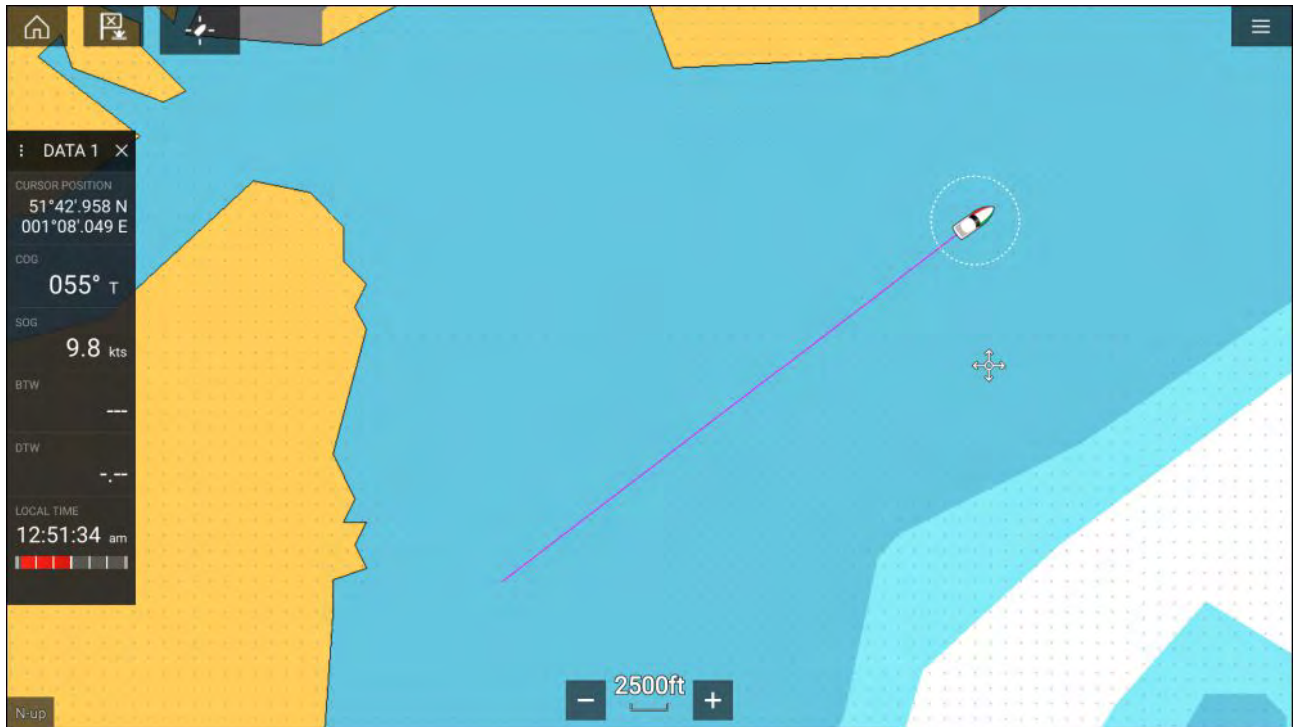 DATA 1
CURSOR POSITION
51°42'.958 N
001°08'.049 E
COG
055° T
SOG
9.8 kts
BTW
---
DTW
-.--
LOCAL TIME
12:51:34 am
N-up
2500ft